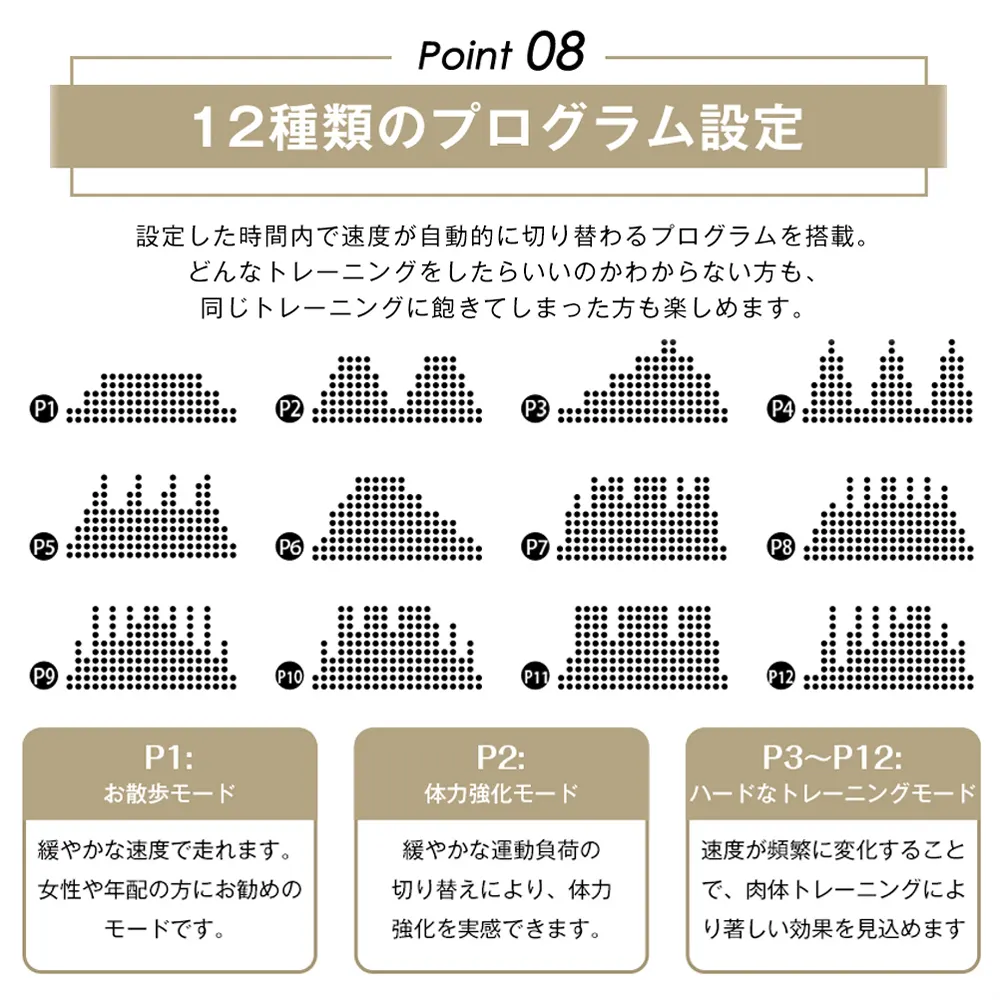 Point 08
12種類のプログラム設定
設定した時間内で速度が自動的に切り替わるプログラムを搭載。
どんなトレーニングをしたらいいのかわからない方も、
同じトレーニングに飽きてしまった方も楽しめます。
P1 P2 P3 P4
P5 P6 P7 P8
P9 P10 P11 P12
P1:
お散歩モード
緩やかな速度で走れます。
女性や年配の方にお勧めの
モードです。
P2:
体力強化モード
緩やかな運動負荷の
切り替えにより、体力
強化を実感できます。
P3～P12:
ハードなトレーニングモード
速度が頻繁に変化すること
で、肉体トレーニングによ
り著しい効果を見込めます